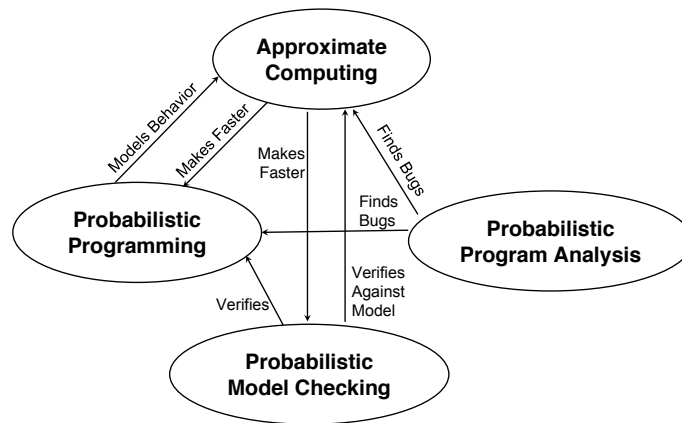 Approximate
Computing
Models Behavior
Makes Faster
Makes
Faster
Finds Bugs
Probabilistic
Programming
Finds
Bugs
Probabilistic
Program Analysis
Verifies
Verifies
Against
Model
Probabilistic
Model Checking